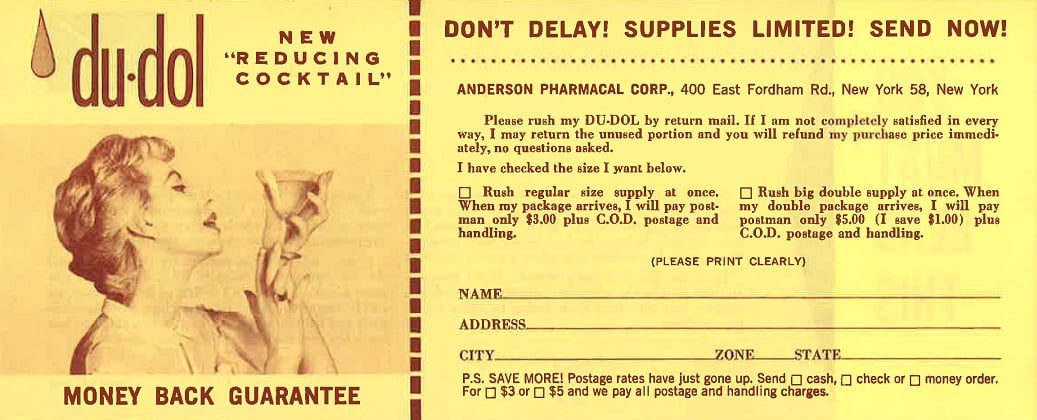 du·dol
NEW
"REDUCING
COCKTAIL"
MONEY BACK GUARANTEE
DON'T DELAY! SUPPLIES LIMITED! SEND NOW!
ANDERSON PHARMACAL CORP., 400 East Fordham Rd., New York 58, New York
Please rush my DU-DOL by return mail. If I am not completely satisfied in every
way, I may return the unused portion and you will refund my purchase price immedi-
ately, no questions asked.
I have checked the size I want below.
☐ Rush regular size supply at once.
When my package arrives, I will pay post-
man only $3.00 plus C.O.D. postage and
handling.
☐ Rush big double supply at once. When
my double package arrives, I will pay
postman only $5.00 (I save $1.00) plus
C.O.D. postage and handling.
(PLEASE PRINT CLEARLY)
NAME
ADDRESS
CITY ZONE STATE
P.S. SAVE MORE! Postage rates have just gone up. Send ☐ cash, ☐ check or ☐ money order.
For ☐ $3 or ☐ $5 and we pay all postage and handling charges.